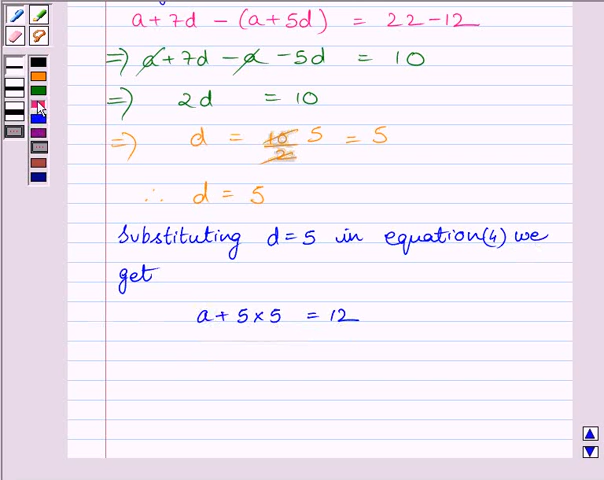 a + 7d - (a + 5d) = 22 - 12
⇒) a + 7d - a - 5d = 10
⇒) 2d = 10
⇒) d = 10/2 5 = 5
∴ d = 5
Substituting d = 5 in equation (4) we
get
a + 5 × 5 = 12